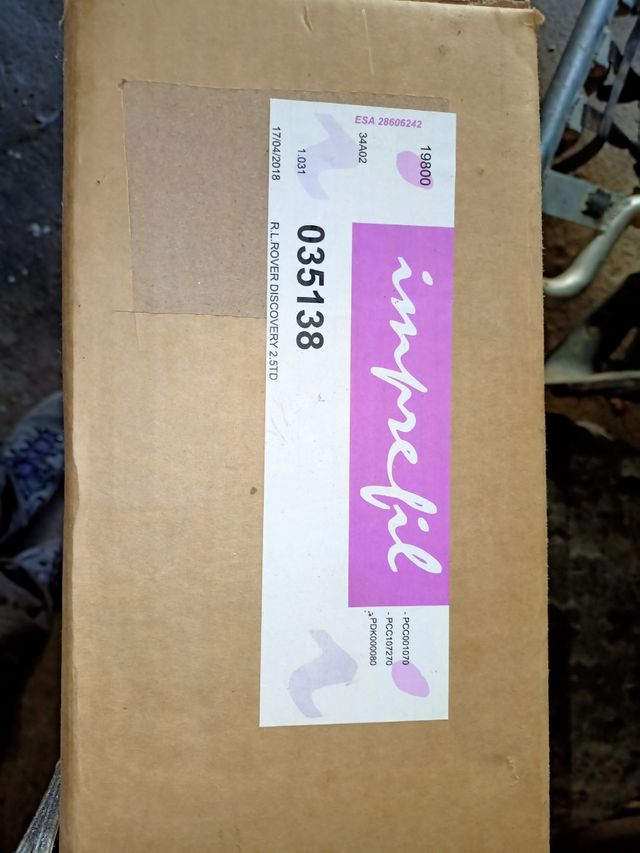 ESA 28606242
19800
34A02
imprefil
- PCC001070
- PCC107270
- PDK000080
1.031
035138
17/04/2018
R.L.ROVER DISCOVERY 2.5TD